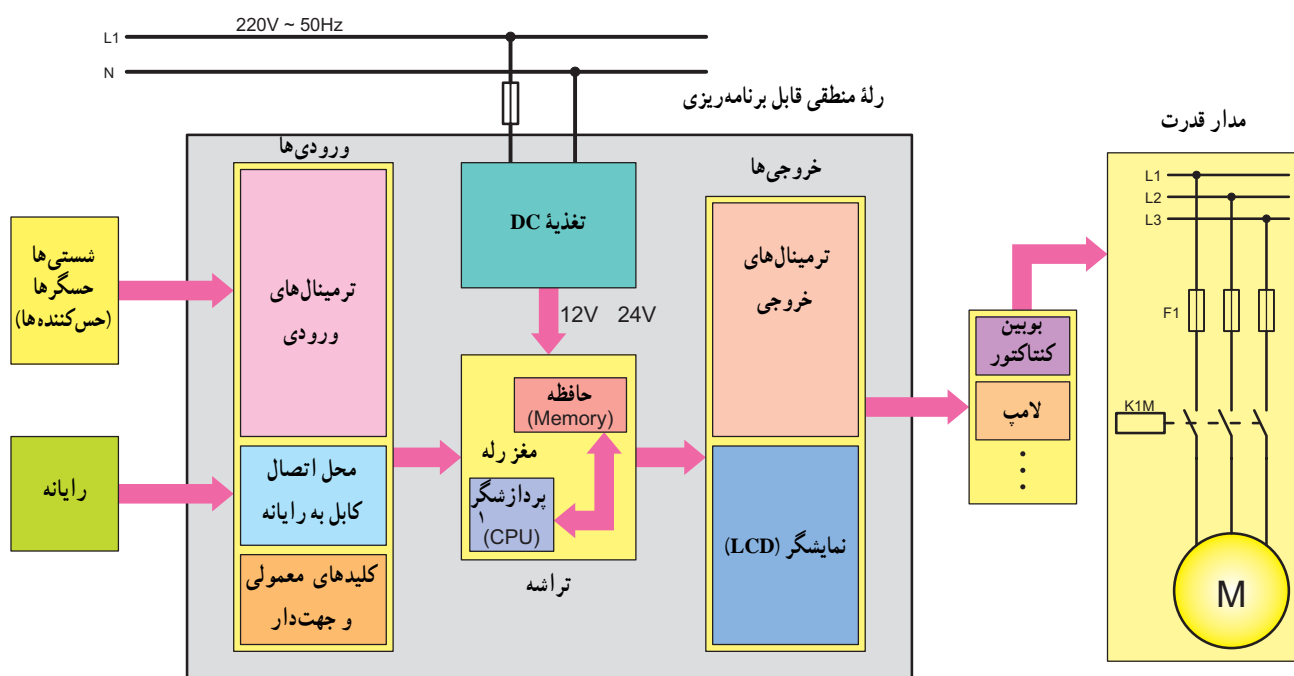 220V ~ 50Hz
L1
N
رلهٔ منطقی قابل برنامه‌ریزی
مدار قدرت
ورودی‌ها
خروجی‌ها
شستی‌ها
حسگرها
(حس‌کننده‌ها)
رایانه
ترمینال‌های
ورودی
محل اتصال
کابل به رایانه
کلیدهای معمولی
و جهت‌دار
تغذیهٔ DC
12V 24V
حافظه
(Memory)
مغز رله
پردازشگر
۱
(CPU)
تراشه
ترمینال‌های
خروجی
نمایشگر (LCD)
بوبین
کنتاکتور
لامپ
⋮
L1
L2
L3
F1
K1M
M